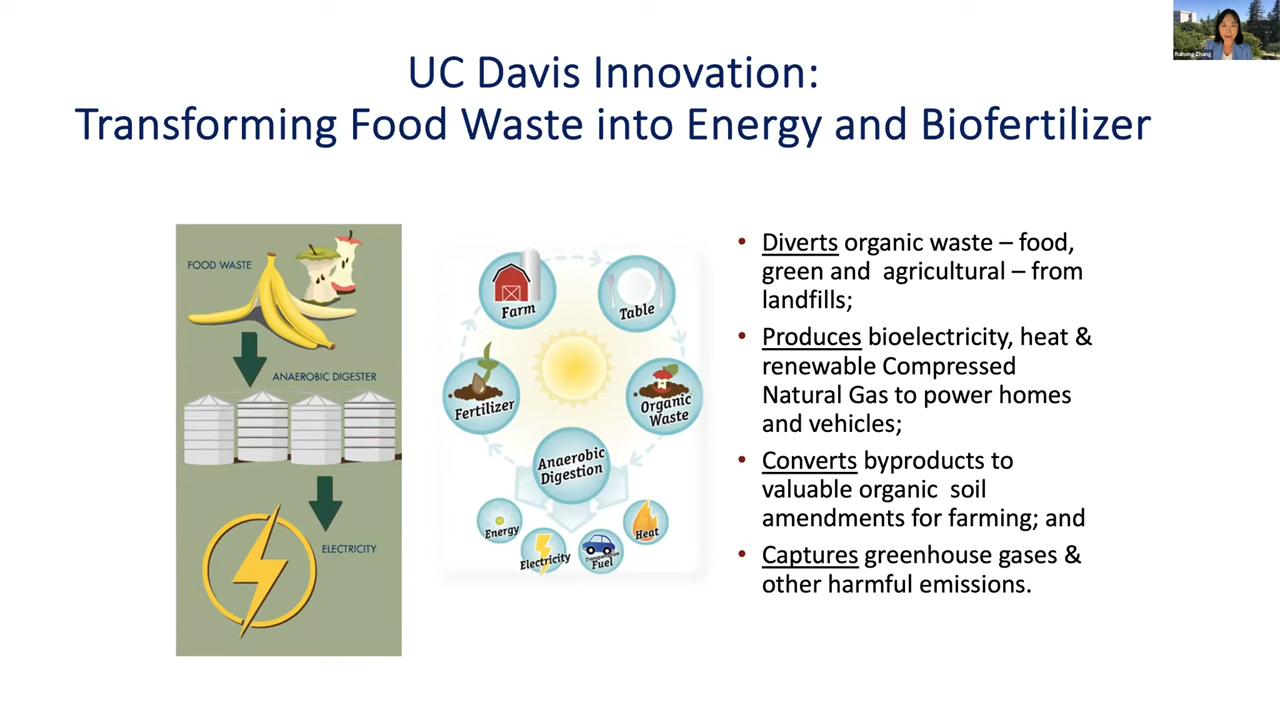 UC Davis Innovation:
Transforming Food Waste into Energy and Biofertilizer
Ruihong Zhang
FOOD WASTE
ANAEROBIC DIGESTER
ELECTRICITY
Farm
Table
Fertilizer
Organic
Waste
Anaerobic
Digestion
Energy
Electricity
Transportation
Fuel
Heat
• Diverts organic waste – food,
green and agricultural – from
landfills;
• Produces bioelectricity, heat &
renewable Compressed
Natural Gas to power homes
and vehicles;
• Converts byproducts to
valuable organic soil
amendments for farming; and
• Captures greenhouse gases &
other harmful emissions.